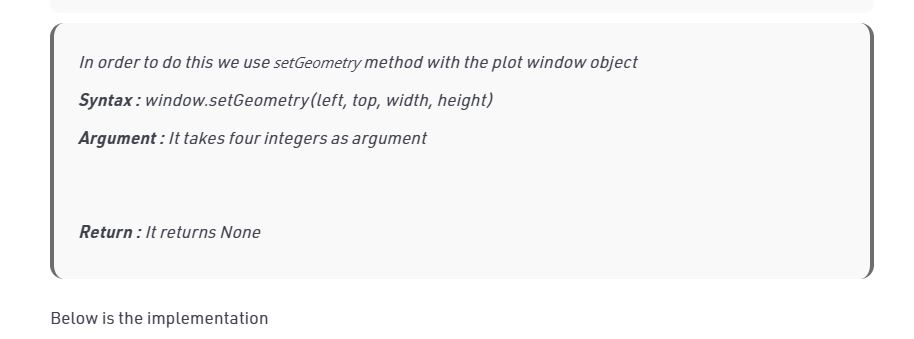 In order to do this we use setGeometry method with the plot window object
Syntax : window.setGeometry(left, top, width, height)
Argument : It takes four integers as argument
Return : It returns None
Below is the implementation